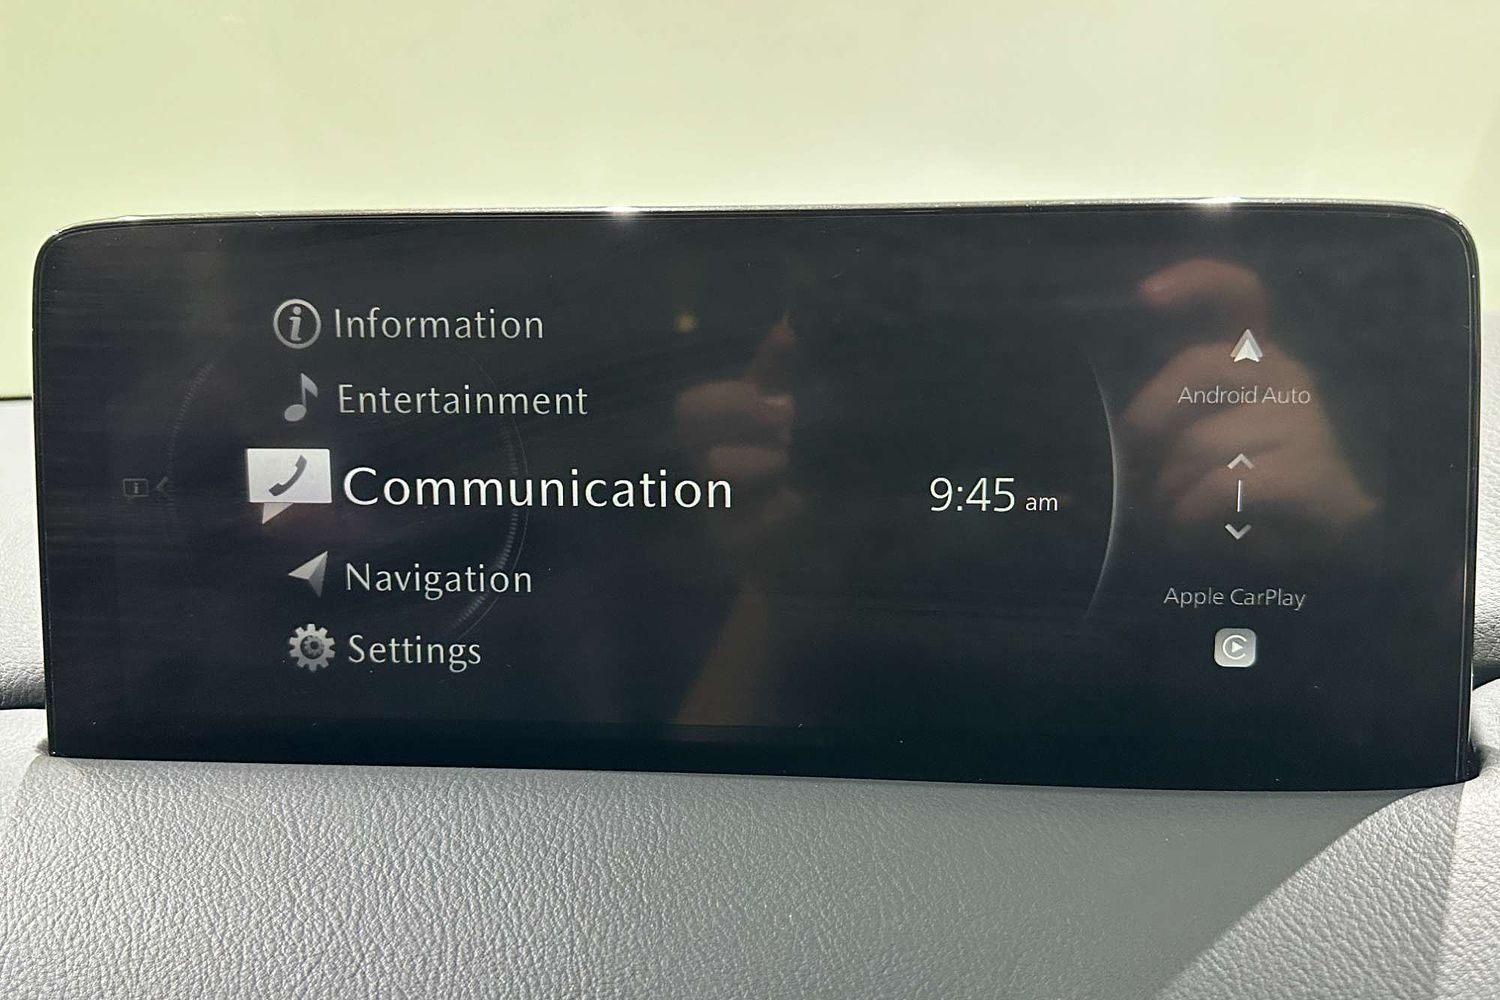 Information
Entertainment
Communication
Navigation
Settings
9:45 am
Android Auto
Apple CarPlay